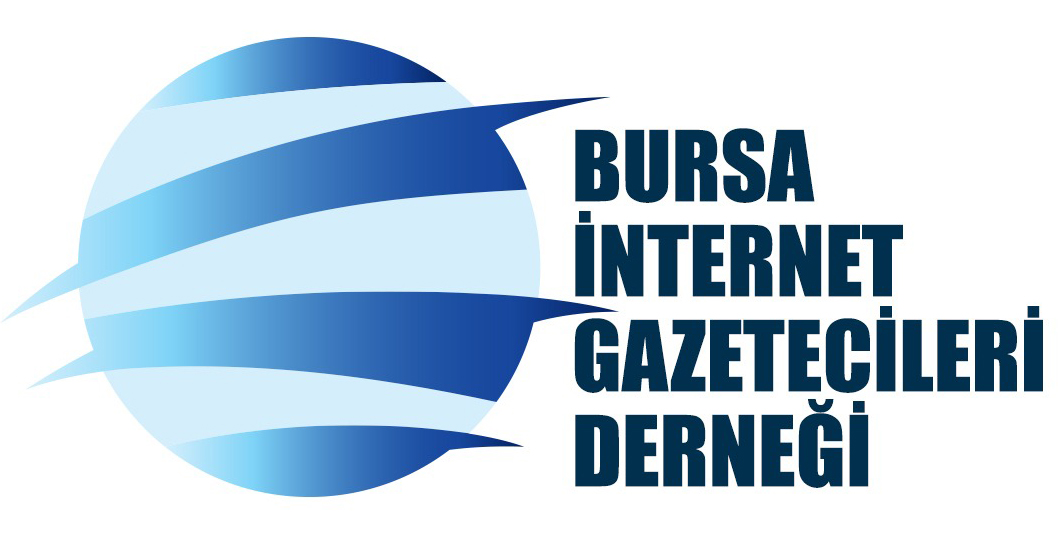 BURSA
İNTERNET
GAZETECİLERİ
DERNEĞİ